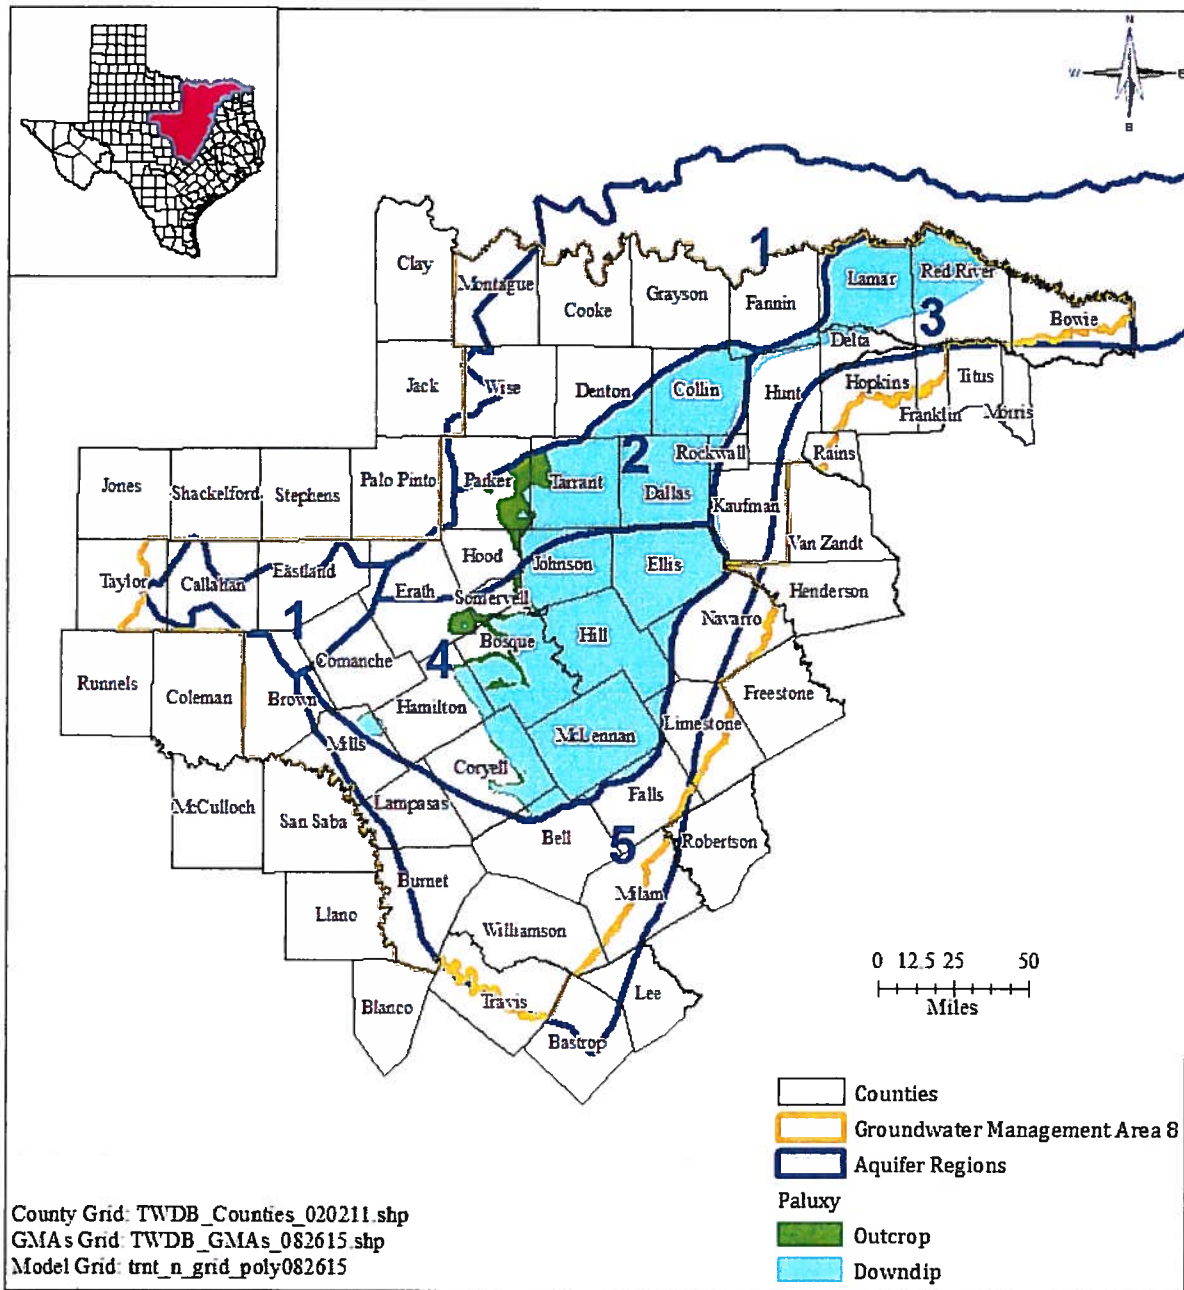 N
W E
S
1
Clay
Montague
Cooke
Grayson
Fannin
Lamar
Red River
3
Bowie
Delta
Jack
Wise
Denton
Collin
Hunt
Hopkins
Titus
Franklin
Morris
2
Rockwall
Rains
Jones
Shackelford
Stephens
Palo Pinto
Parker
Tarrant
Dallas
Kaufman
Van Zandt
Taylor
Callahan
Eastland
Hood
Johnson
Ellis
Erath
Somervell
Henderson
1
Comanche
4
Bosque
Hill
Navarro
Runnels
Coleman
Brown
Hamilton
Freestone
Mills
McLennan
Limestone
Coryell
McCulloch
San Saba
Lampasas
Falls
Bell
5
Robertson
Burnet
Milam
Llano
Williamson
Blanco
Travis
Lee
Bastrop
0 12.5 25 50
Miles
Counties
Groundwater Management Area 8
Aquifer Regions
Paluxy
Outcrop
Downdip
County Grid: TWDB_Counties_020211.shp
GMAs Grid: TWDB_GMAs_082615.shp
Model Grid: trnt_n_grid_poly082615